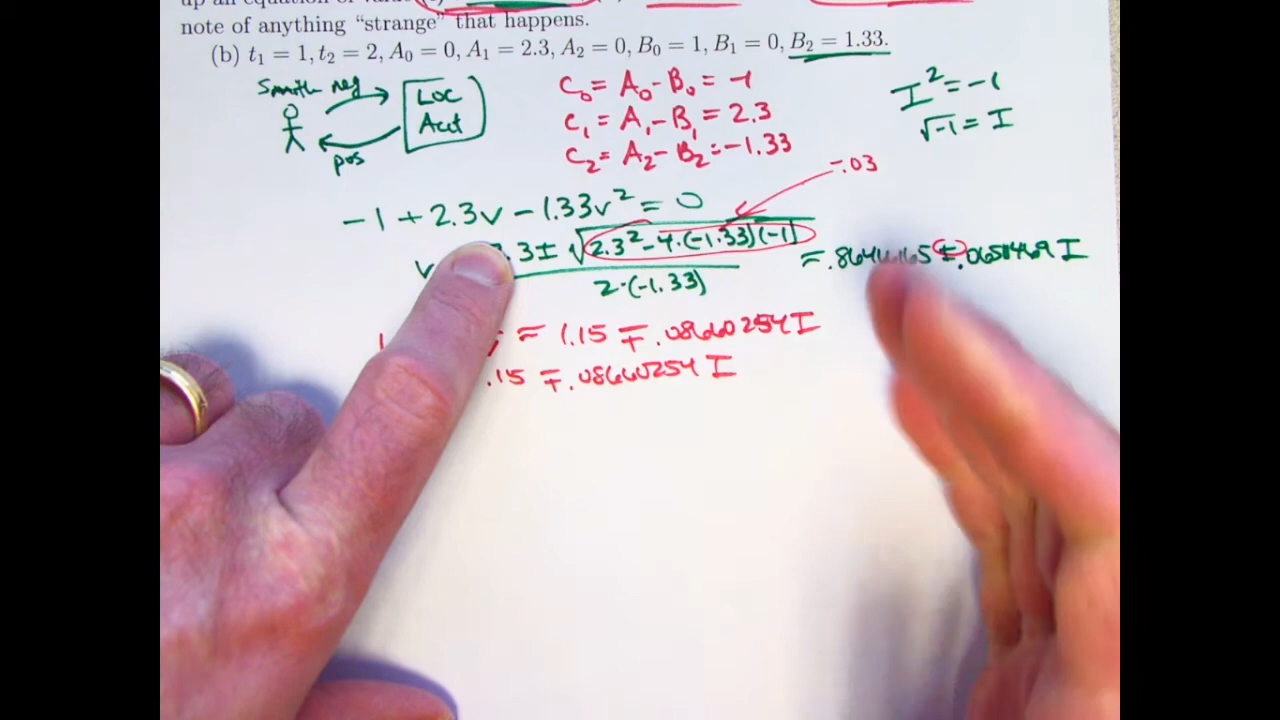 note of anything “strange” that happens.
(b) t₁ = 1, t₂ = 2, A₀ = 0, A₁ = 2.3, A₂ = 0, B₀ = 1, B₁ = 0, B₂ = 1.33.
Smith neg
Loc
Acct
pos
C₀ = A₀ - B₀ = -1
C₁ = A₁ - B₁ = 2.3
C₂ = A₂ - B₂ = -1.33
I² = -1
√-1 = I
-.03
-1 + 2.3v - 1.33v² = 0
.3 ± √2.3² - 4·(-1.33)(-1)
2·(-1.33)
≈ 1.15 ∓ .08660254 I
.15 ∓ .08660254 I